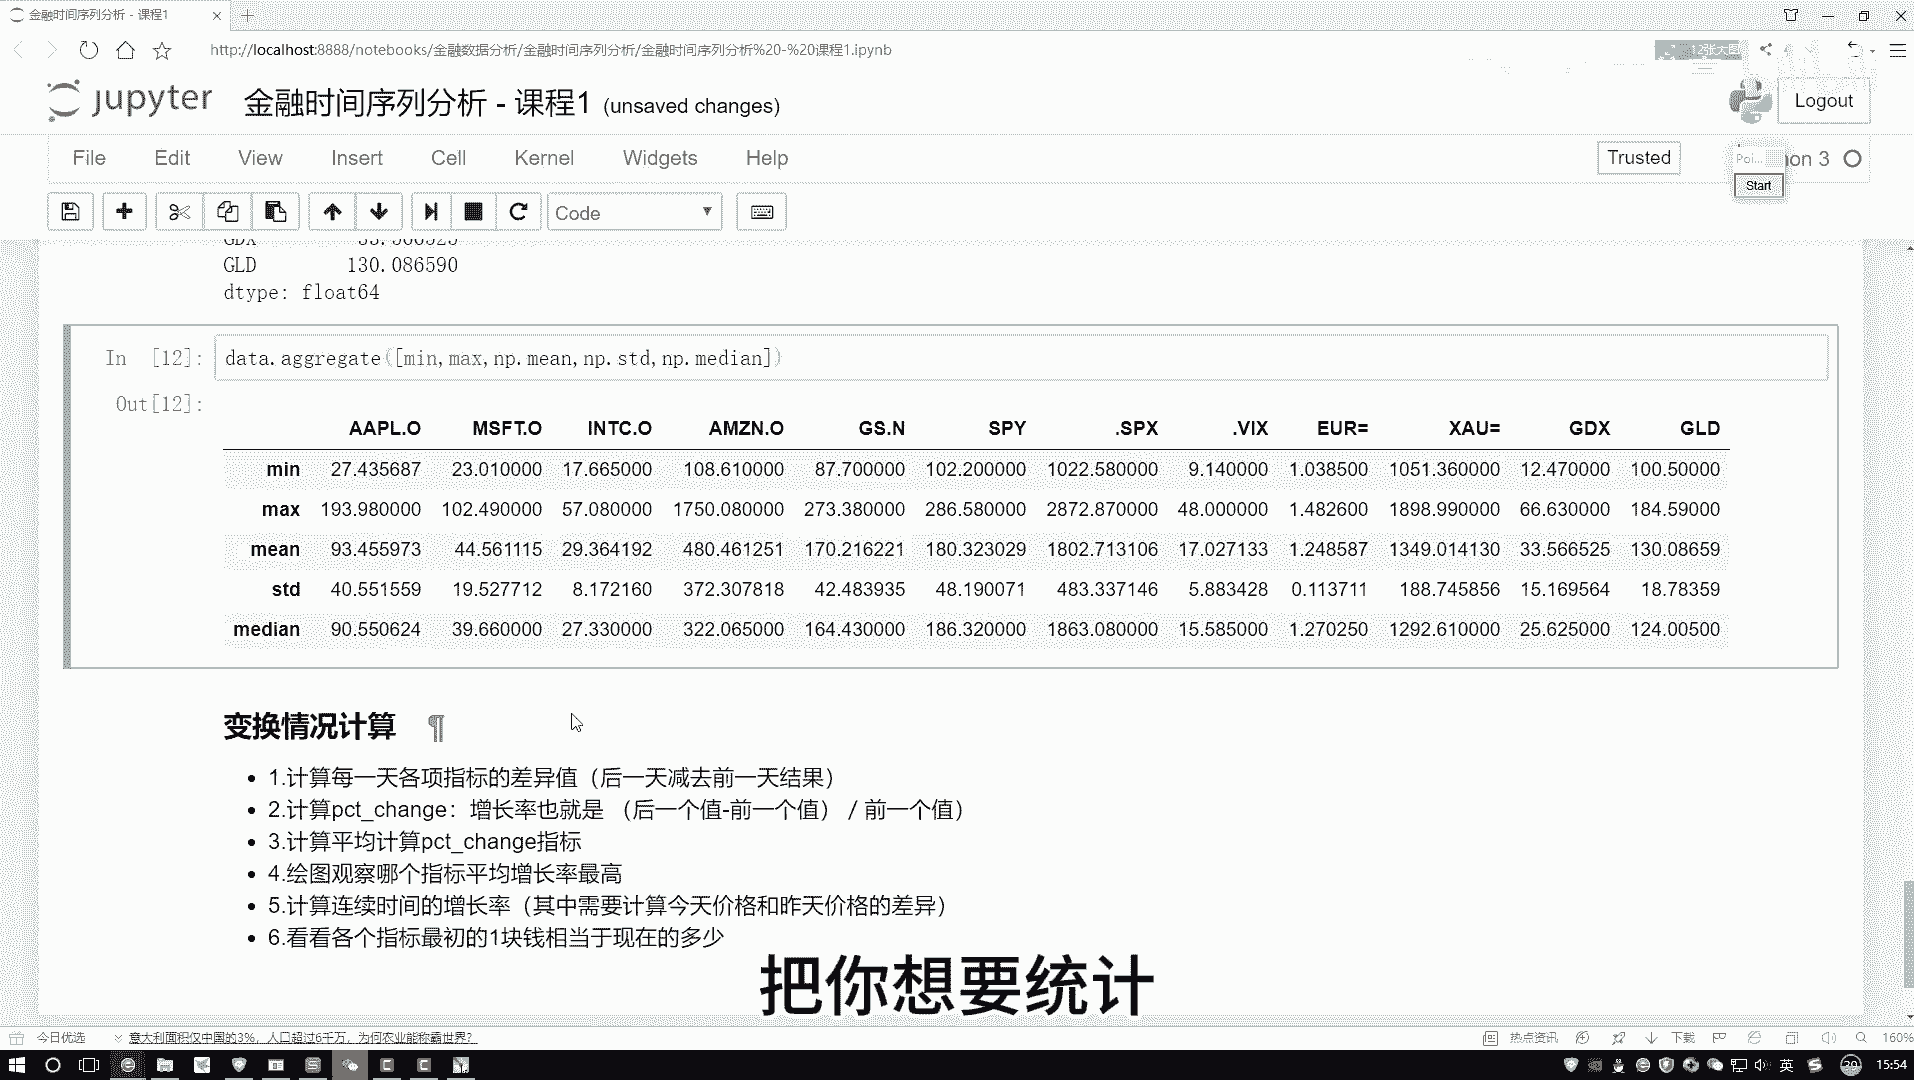 金融时间序列分析 - 课程1
http://localhost:8888/notebooks/金融数据分析/金融时间序列分析/金融时间序列分析%20-%20课程1.ipynb
12张大图
jupyter 金融时间序列分析 - 课程1 (unsaved changes)
Logout
File Edit View Insert Cell Kernel Widgets Help
Trusted
Poi... on 3
Start
Code
GDX 33.566525
GLD 130.086590
dtype: float64
In [12]: data.aggregate([min,max,np.mean,np.std,np.median])
Out[12]:
AAPL.O MSFT.O INTC.O AMZN.O GS.N SPY .SPX .VIX EUR= XAU= GDX GLD
min 27.435687 23.010000 17.665000 108.610000 87.700000 102.200000 1022.580000 9.140000 1.038500 1051.360000 12.470000 100.50000
max 193.980000 102.490000 57.080000 1750.080000 273.380000 286.580000 2872.870000 48.000000 1.482600 1898.990000 66.630000 184.59000
mean 93.455973 44.561115 29.364192 480.461251 170.216221 180.323029 1802.713106 17.027133 1.248587 1349.014130 33.566525 130.08659
std 40.551559 19.527712 8.172160 372.307818 42.483935 48.190071 483.337146 5.883428 0.113711 188.745856 15.169564 18.78359
median 90.550624 39.660000 27.330000 322.065000 164.430000 186.320000 1863.080000 15.585000 1.270250 1292.610000 25.625000 124.00500
变换情况计算 ¶
• 1.计算每一天各项指标的差异值（后一天减去前一天结果）
• 2.计算pct_change：增长率也就是 （后一个值-前一个值） / 前一个值）
• 3.计算平均计算pct_change指标
• 4.绘图观察哪个指标平均增长率最高
• 5.计算连续时间的增长率（其中需要计算今天价格和昨天价格的差异）
• 6.看看各个指标最初的1块钱相当于现在的多少
把你想要统计
今日优选
意大利面积仅中国的3%，人口超过6千万，为何农业能称霸世界？
热点资讯
下载
160%
英
29
15:54